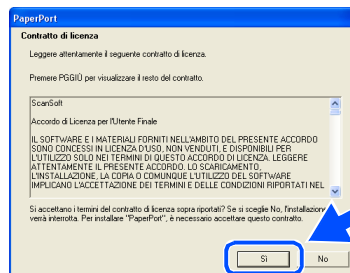 PaperPort
Contratto di licenza
Leggere attentamente il seguente contratto di licenza.
Premere PGGIÙ per visualizzare il resto del contratto.
ScanSoft
Accordo di Licenza per l'Utente Finale
IL SOFTWARE E I MATERIALI FORNITI NELL'AMBITO DEL PRESENTE ACCORDO
SONO CONCESSI IN LICENZA D'USO, NON VENDUTI, E DISPONIBILI PER
L'UTILIZZO SOLO NEI TERMINI DI QUESTO ACCORDO DI LICENZA. LEGGERE
ATTENTAMENTE IL PRESENTE ACCORDO. LO SCARICAMENTO,
L'INSTALLAZIONE, LA COPIA O COMUNQUE L'UTILIZZO DEL SOFTWARE
IMPLICANO L'ACCETTAZIONE DEI TERMINI E DELLE CONDIZIONI RIPORTATI NEL
Si accettano i termini del contratto di licenza sopra riportati? Se si sceglie No, l'installazione
verrà interrotta. Per installare "PaperPort", è necessario accettare questo contratto.
Sì
No